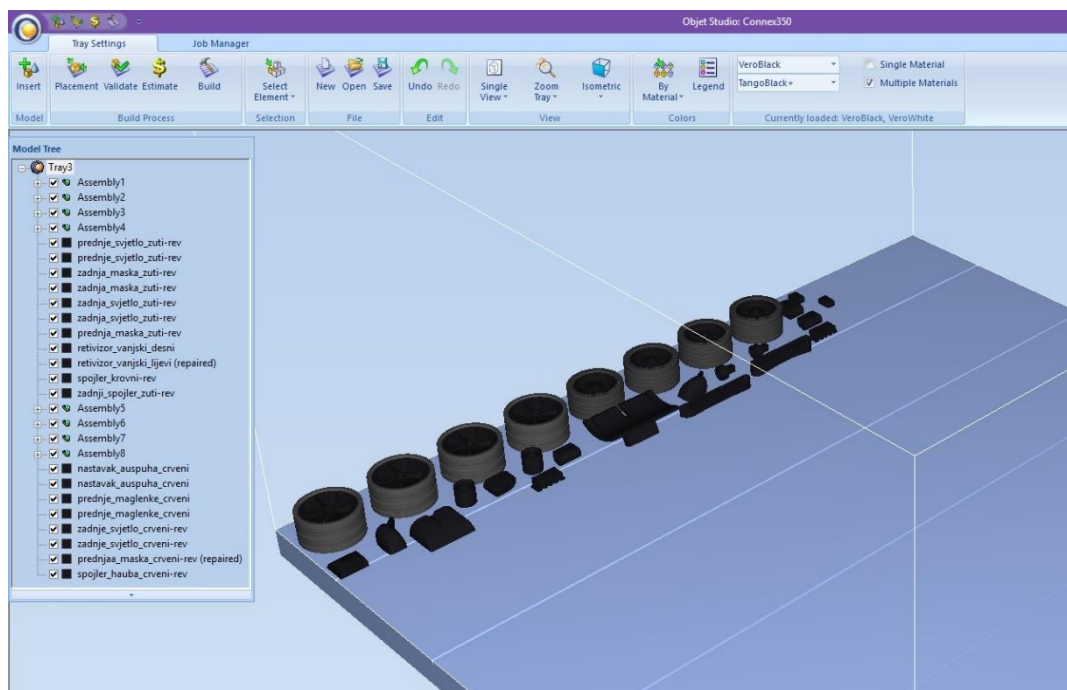 Objet Studio: Connex350
Tray Settings
Job Manager
Insert
Placement
Validate
Estimate
Build
Select Element
New
Open
Save
Undo
Redo
Single View
Zoom Tray
Isometric
By Material
Legend
VeroBlack
TangoBlack+
Single Material
Multiple Materials
Model
Build Process
Selection
File
Edit
View
Colors
Currently loaded: VeroBlack, VeroWhite
Model Tree
Tray3
Assembly1
Assembly2
Assembly3
Assembly4
prednje_svjetlo_zuti-rev
prednje_svjetlo_zuti-rev
zadnja_maska_zuti-rev
zadnja_maska_zuti-rev
zadnja_svjetlo_zuti-rev
zadnja_svjetlo_zuti-rev
prednja_maska_zuti-rev
retivizor_vanjski_desni
retivizor_vanjski_lijevi (repaired)
spojler_krovni-rev
zadnji_spojler_zuti-rev
Assembly5
Assembly6
Assembly7
Assembly8
nastavak_auspuha_crveni
nastavak_auspuha_crveni
prednje_maglenke_crveni
prednje_maglenke_crveni
zadnje_svjetlo_crveni-rev
zadnje_svjetlo_crveni-rev
prednjaa_maska_crveni-rev (repaired)
spojler_hauba_crveni-rev